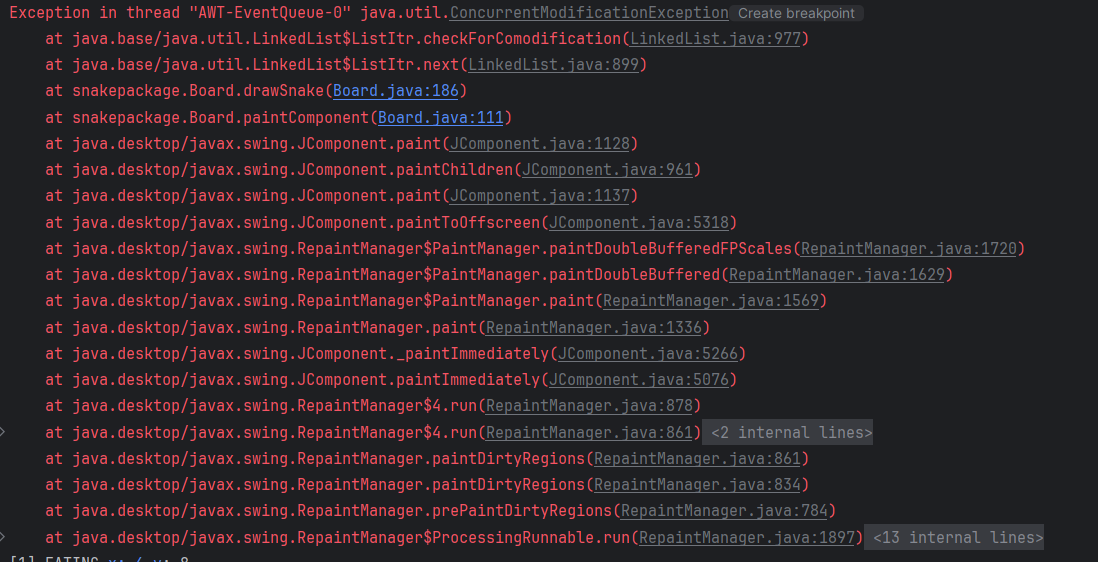 Exception in thread "AWT-EventQueue-0" java.util.ConcurrentModificationException Create breakpoint
at java.base/java.util.LinkedList$ListItr.checkForComodification(LinkedList.java:977)
at java.base/java.util.LinkedList$ListItr.next(LinkedList.java:899)
at snakepackage.Board.drawSnake(Board.java:186)
at snakepackage.Board.paintComponent(Board.java:111)
at java.desktop/javax.swing.JComponent.paint(JComponent.java:1128)
at java.desktop/javax.swing.JComponent.paintChildren(JComponent.java:961)
at java.desktop/javax.swing.JComponent.paint(JComponent.java:1137)
at java.desktop/javax.swing.JComponent.paintToOffscreen(JComponent.java:5318)
at java.desktop/javax.swing.RepaintManager$PaintManager.paintDoubleBufferedFPScales(RepaintManager.java:1720)
at java.desktop/javax.swing.RepaintManager$PaintManager.paintDoubleBuffered(RepaintManager.java:1629)
at java.desktop/javax.swing.RepaintManager$PaintManager.paint(RepaintManager.java:1569)
at java.desktop/javax.swing.RepaintManager.paint(RepaintManager.java:1336)
at java.desktop/javax.swing.JComponent._paintImmediately(JComponent.java:5266)
at java.desktop/javax.swing.JComponent.paintImmediately(JComponent.java:5076)
at java.desktop/javax.swing.RepaintManager$4.run(RepaintManager.java:878)
at java.desktop/javax.swing.RepaintManager$4.run(RepaintManager.java:861) <2 internal lines>
at java.desktop/javax.swing.RepaintManager.paintDirtyRegions(RepaintManager.java:861)
at java.desktop/javax.swing.RepaintManager.paintDirtyRegions(RepaintManager.java:834)
at java.desktop/javax.swing.RepaintManager.prePaintDirtyRegions(RepaintManager.java:784)
at java.desktop/javax.swing.RepaintManager$ProcessingRunnable.run(RepaintManager.java:1897) <13 internal lines>
[1] EATING